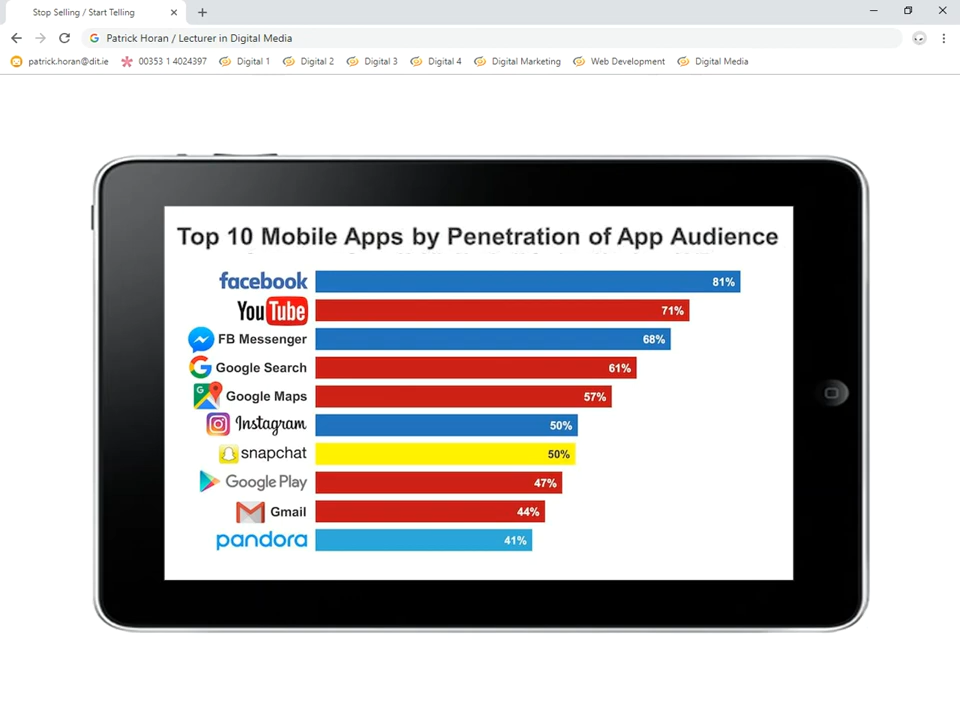 Stop Selling / Start Telling
Patrick Horan / Lecturer in Digital Media
patrick.horan@dit.ie 00353 1 4024397 Digital 1 Digital 2 Digital 3 Digital 4 Digital Marketing Web Development Digital Media
Top 10 Mobile Apps by Penetration of App Audience
facebook 81%
YouTube 71%
FB Messenger 68%
Google Search 61%
Google Maps 57%
Instagram 50%
snapchat 50%
Google Play 47%
Gmail 44%
pandora 41%